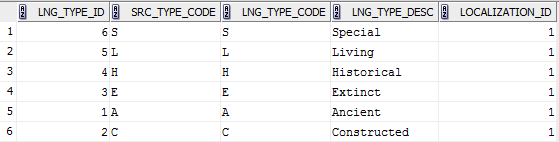 LNG_TYPE_ID SRC_TYPE_CODE LNG_TYPE_CODE LNG_TYPE_DESC LOCALIZATION_ID
1 6 S S Special 1
2 5 L L Living 1
3 4 H H Historical 1
4 3 E E Extinct 1
5 1 A A Ancient 1
6 2 C C Constructed 1